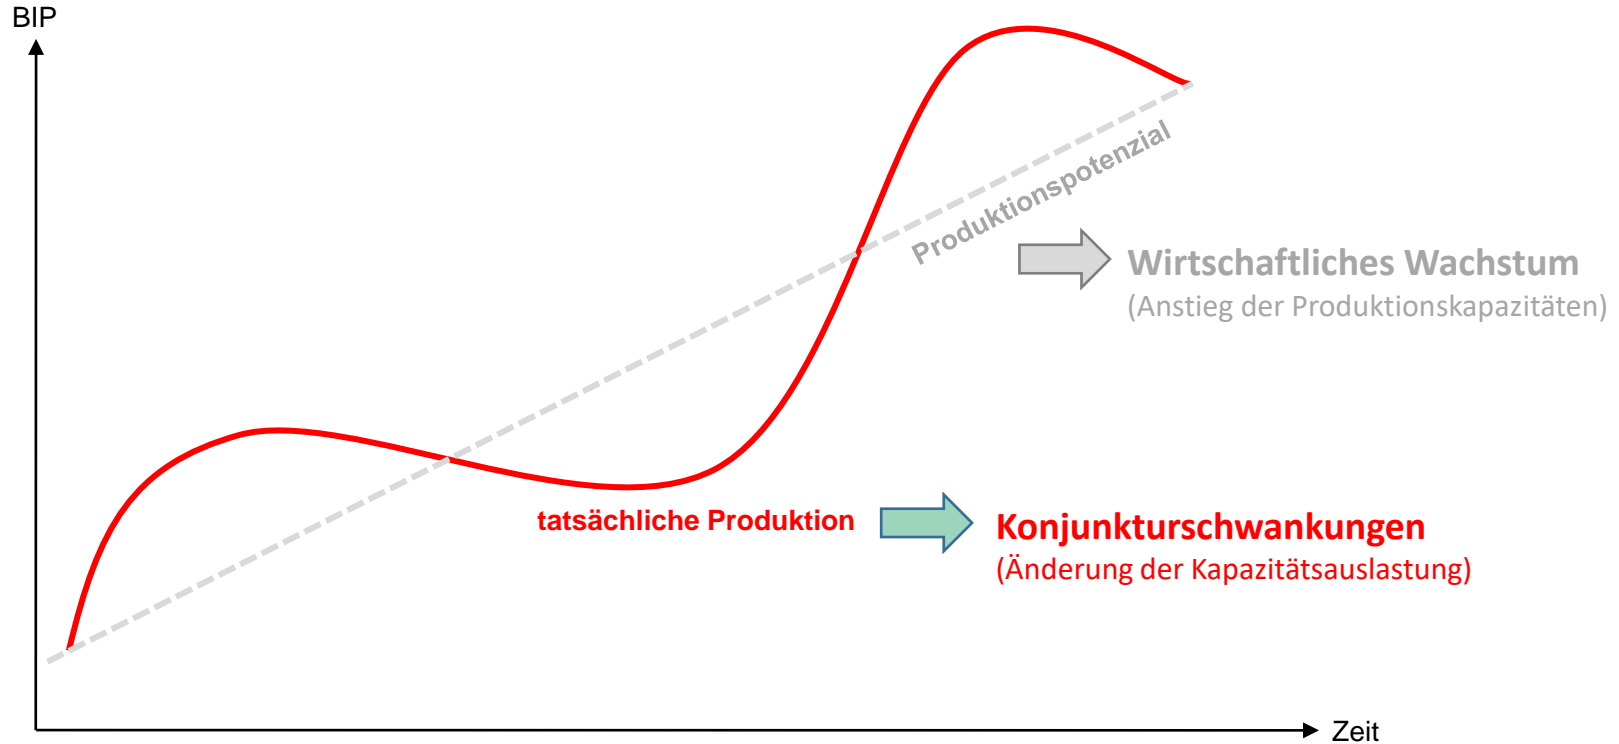 BIP
Produktionspotenzial
Wirtschaftliches Wachstum
(Anstieg der Produktionskapazitäten)
tatsächliche Produktion
Konjunkturschwankungen
(Änderung der Kapazitätsauslastung)
Zeit